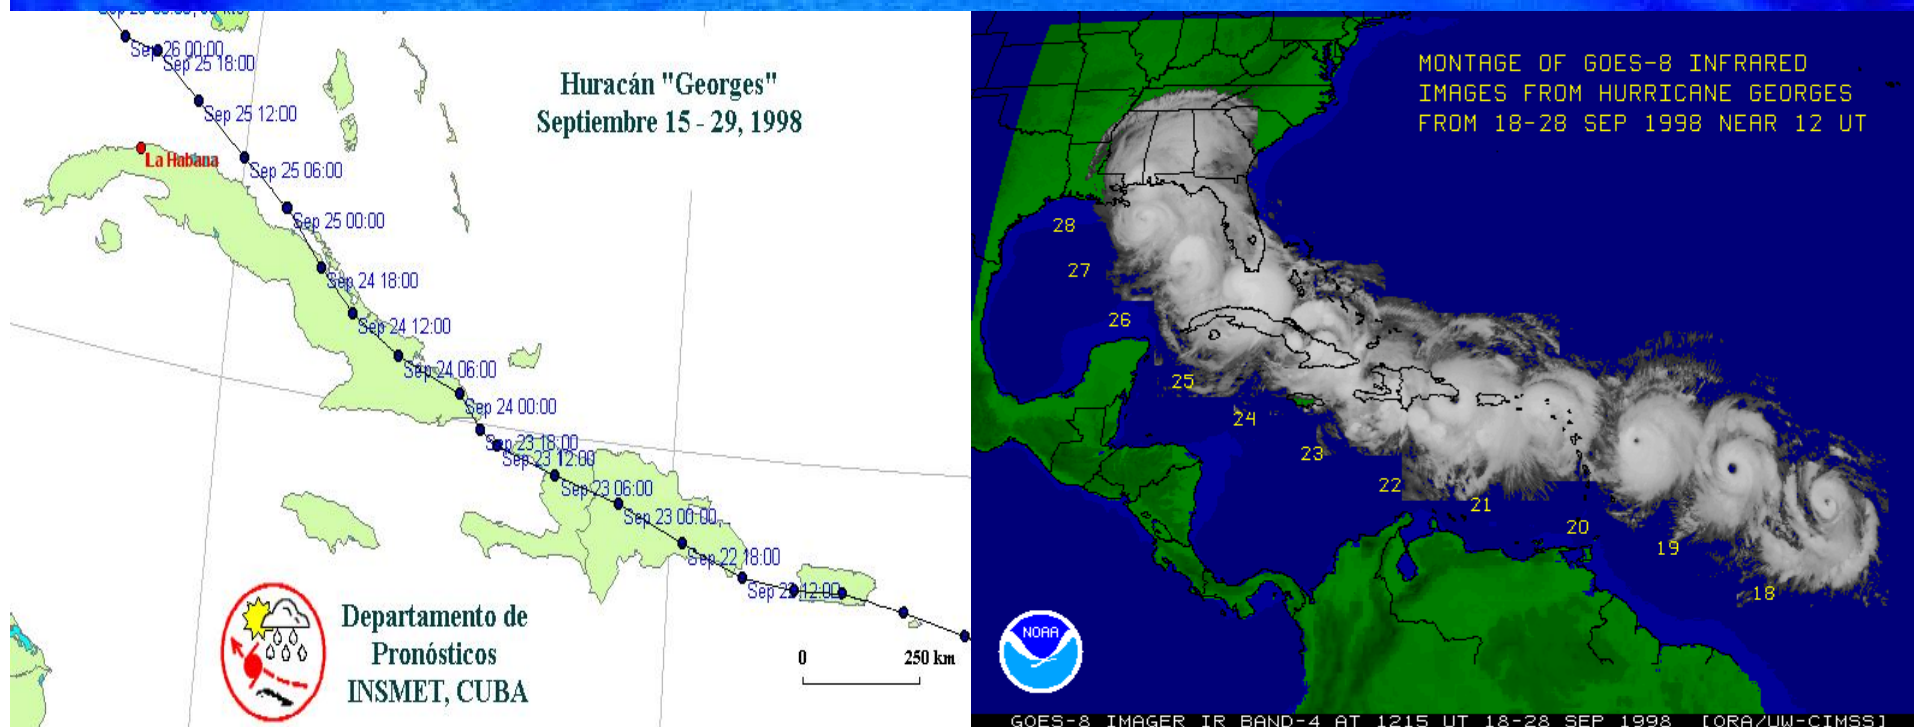 Sep 26 00:00
Sep 25 18:00
Sep 25 12:00
La Habana
Sep 25 06:00
Sep 25 00:00
Sep 24 18:00
Sep 24 12:00
Sep 24 06:00
Sep 24 00:00
Sep 23 18:00
Sep 23 12:00
Sep 23 06:00
Sep 23 00:00
Sep 22 18:00
Sep 22 12:00
Huracán "Georges"
Septiembre 15 - 29, 1998
Departamento de
Pronósticos
INSMET, CUBA
0 250 km
MONTAGE OF GOES-8 INFRARED
IMAGES FROM HURRICANE GEORGES
FROM 18-28 SEP 1998 NEAR 12 UT
28
27
26
25
24
23
22
21
20
19
18
NOAA
GOES-8 IMAGER IR BAND-4 AT 1215 UT 18-28 SEP 1998 [ORA/UW-CIMSS]